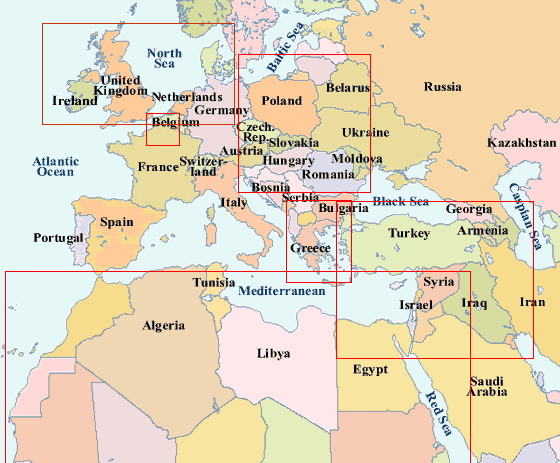 North
Sea
Baltic Sea
United
Kingdom
Ireland
Netherlands
Germany
Belgium
Poland
Belarus
Russia
Czech.
Rep.
Slovakia
Ukraine
Kazakhstan
Atlantic
Ocean
France
Switzer-
land
Austria
Hungary
Moldova
Romania
Bosnia
Serbia
Italy
Bulgaria
Black Sea
Caspian Sea
Georgia
Armenia
Spain
Portugal
Greece
Turkey
Tunisia
Mediterranean
Syria
Israel
Iraq
Iran
Algeria
Libya
Egypt
Saudi
Arabia
Red Sea